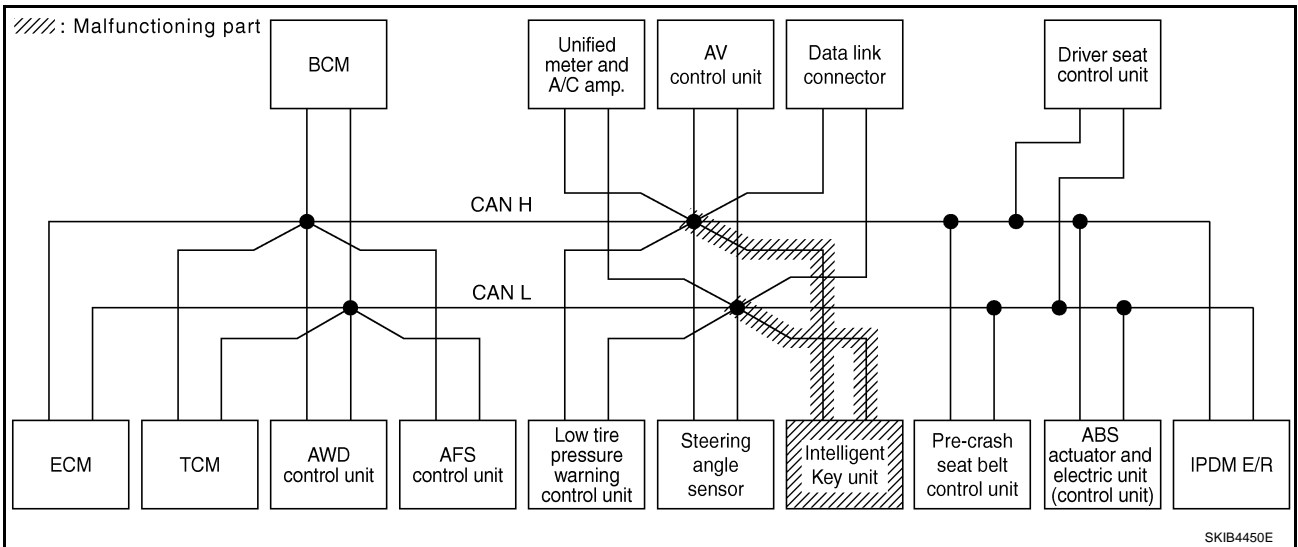 : Malfunctioning part
BCM
Unified
meter and
A/C amp.
AV
control unit
Data link
connector
Driver seat
control unit
CAN H
CAN L
ECM
TCM
AWD
control unit
AFS
control unit
Low tire
pressure
warning
control unit
Steering
angle
sensor
Intelligent
Key unit
Pre-crash
seat belt
control unit
ABS
actuator and
electric unit
(control unit)
IPDM E/R
SKIB4450E